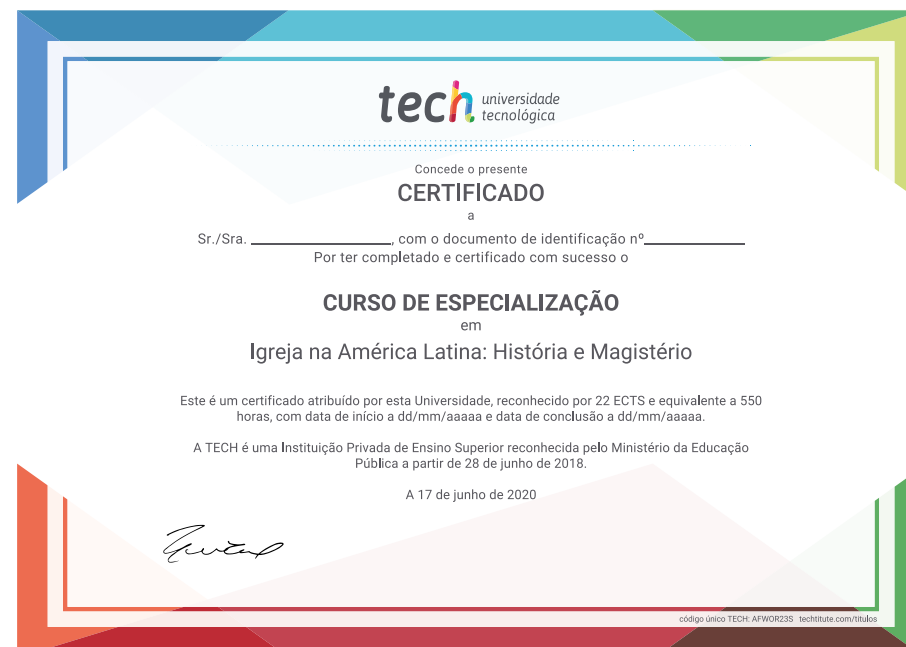 tech universidade
tecnológica
Concede o presente
CERTIFICADO
a
Sr./Sra. ____________________, com o documento de identificação nº______________
Por ter completado e certificado com sucesso o
CURSO DE ESPECIALIZAÇÃO
em
Igreja na América Latina: História e Magistério
Este é um certificado atribuído por esta Universidade, reconhecido por 22 ECTS e equivalente a 550
horas, com data de início a dd/mm/aaaaa e data de conclusão a dd/mm/aaaaa.
A TECH é uma Instituição Privada de Ensino Superior reconhecida pelo Ministério da Educação
Pública a partir de 28 de junho de 2018.
A 17 de junho de 2020
código único TECH: AFWOR23S techtitute.com/titulos